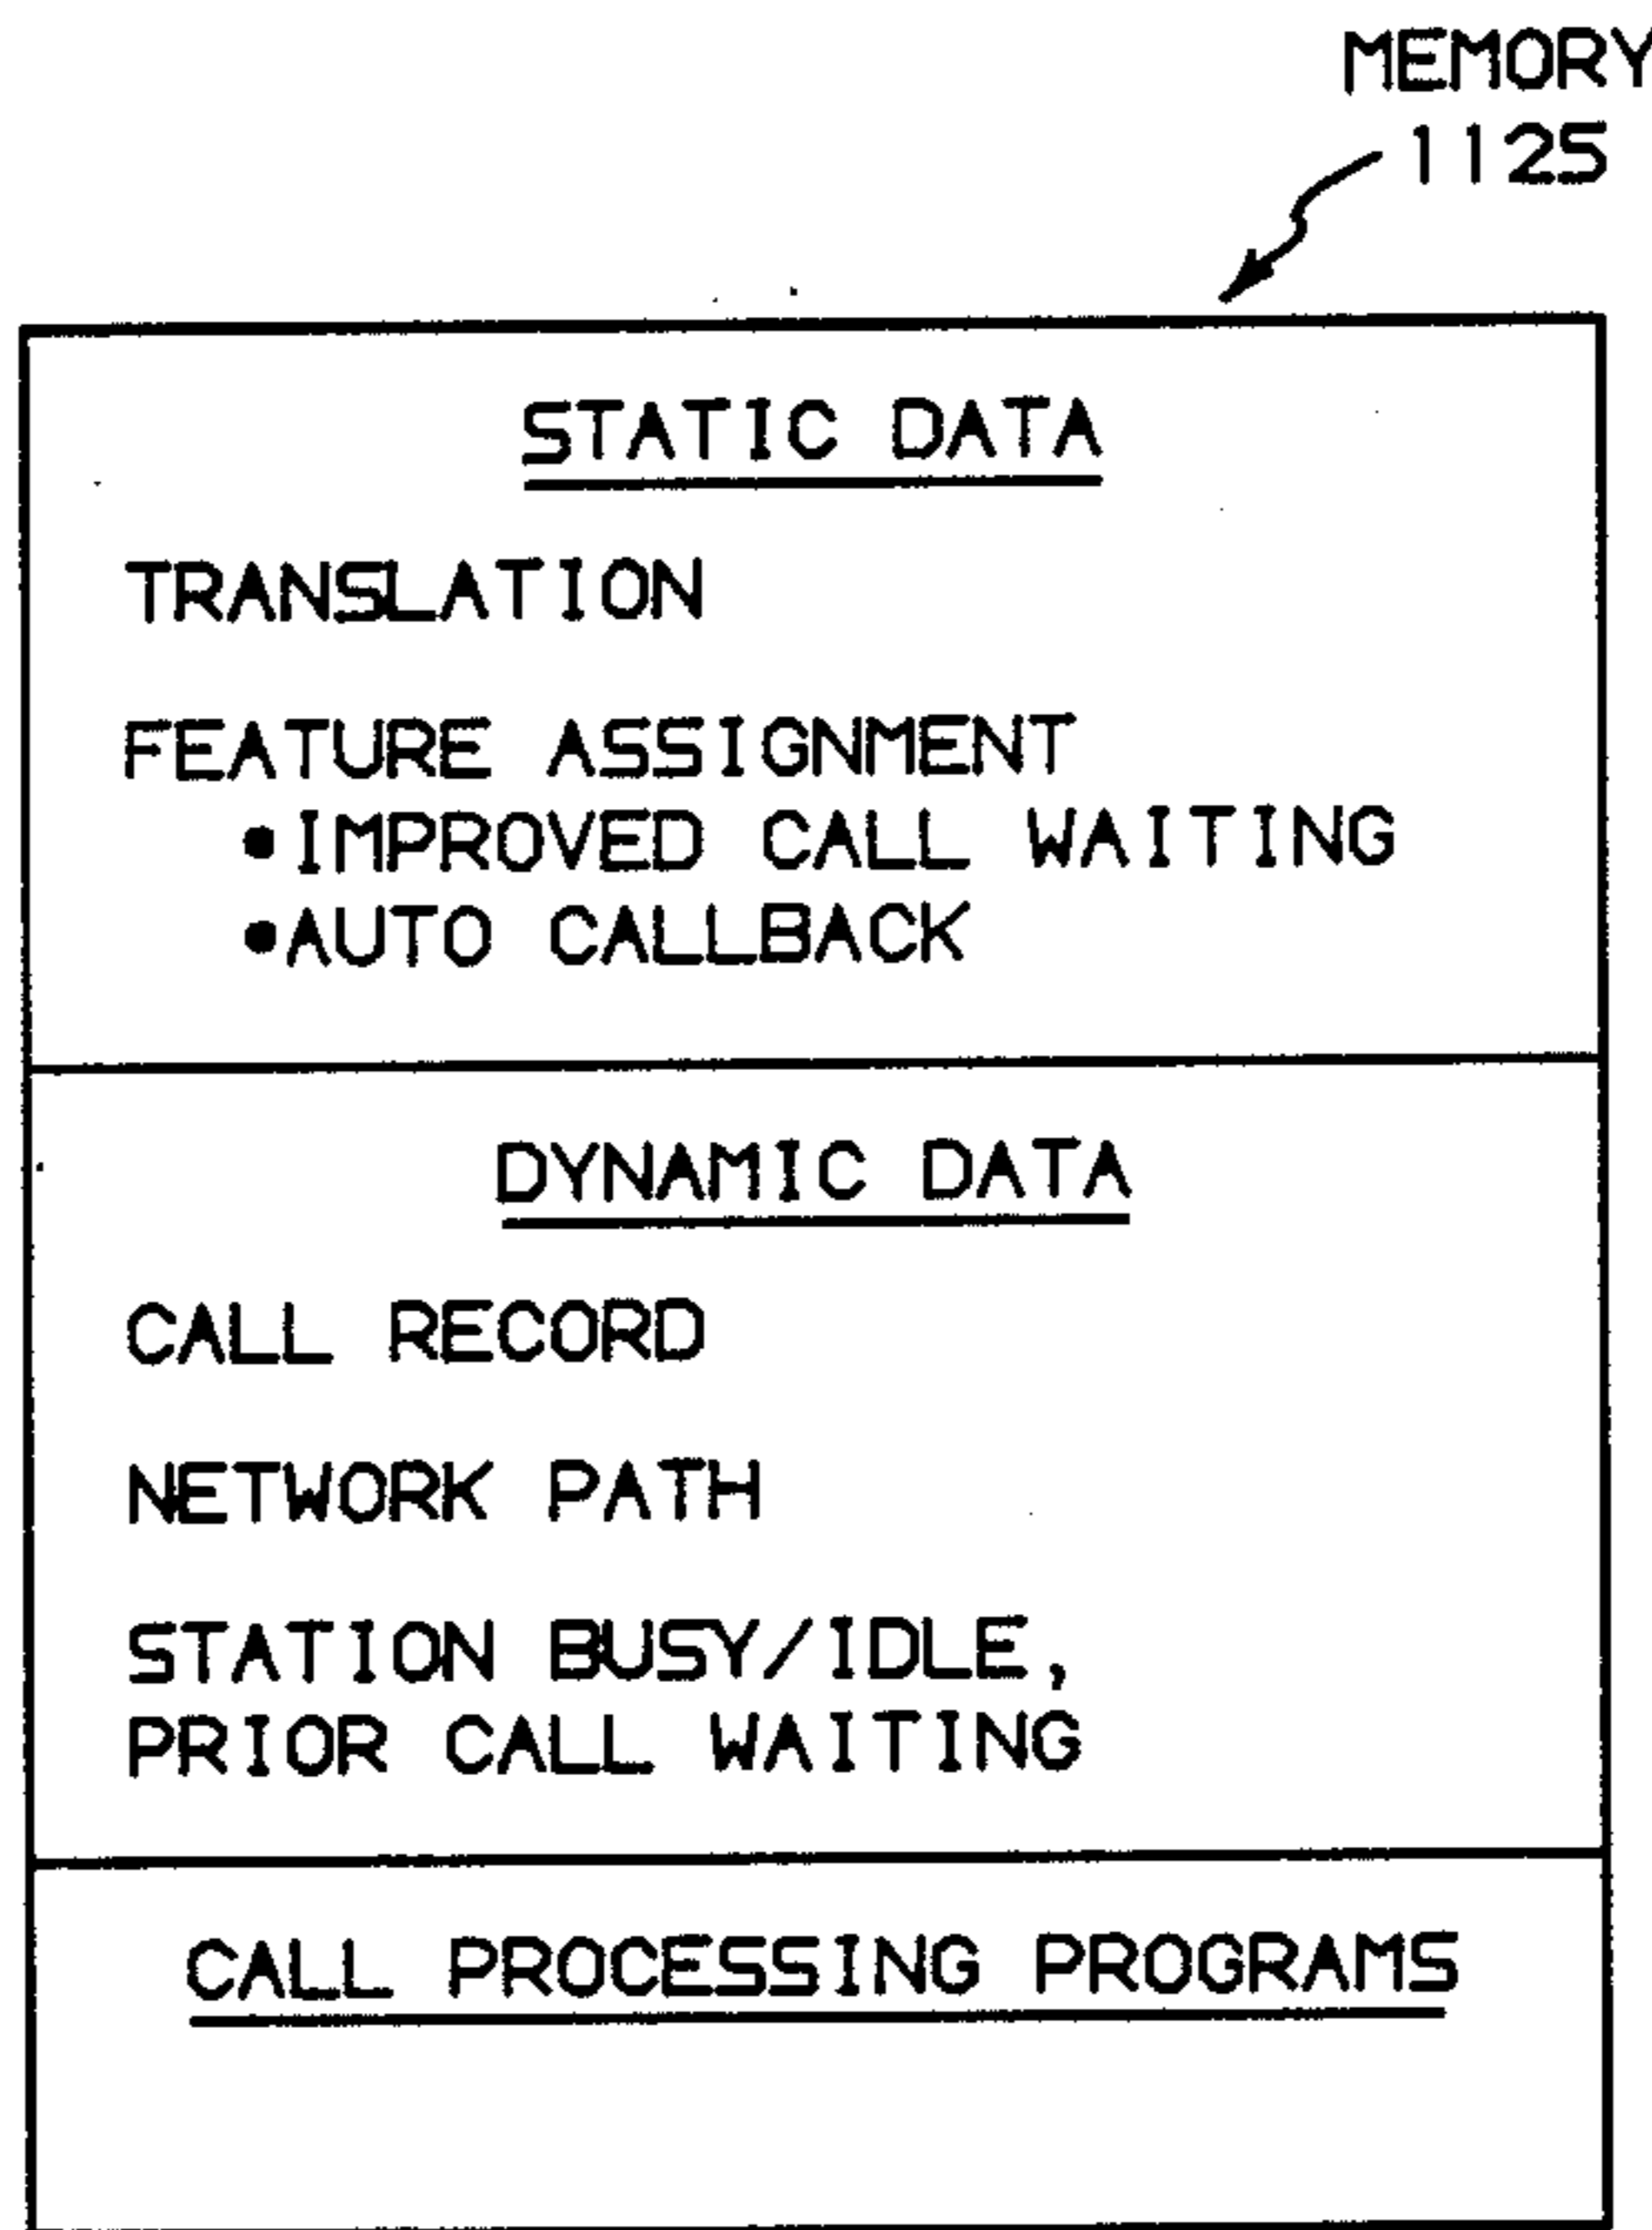 MEMORY
1125
STATIC DATA
TRANSLATION
FEATURE ASSIGNMENT
•IMPROVED CALL WAITING
•AUTO CALLBACK
DYNAMIC DATA
CALL RECORD
NETWORK PATH
STATION BUSY/IDLE,
PRIOR CALL WAITING
CALL PROCESSING PROGRAMS